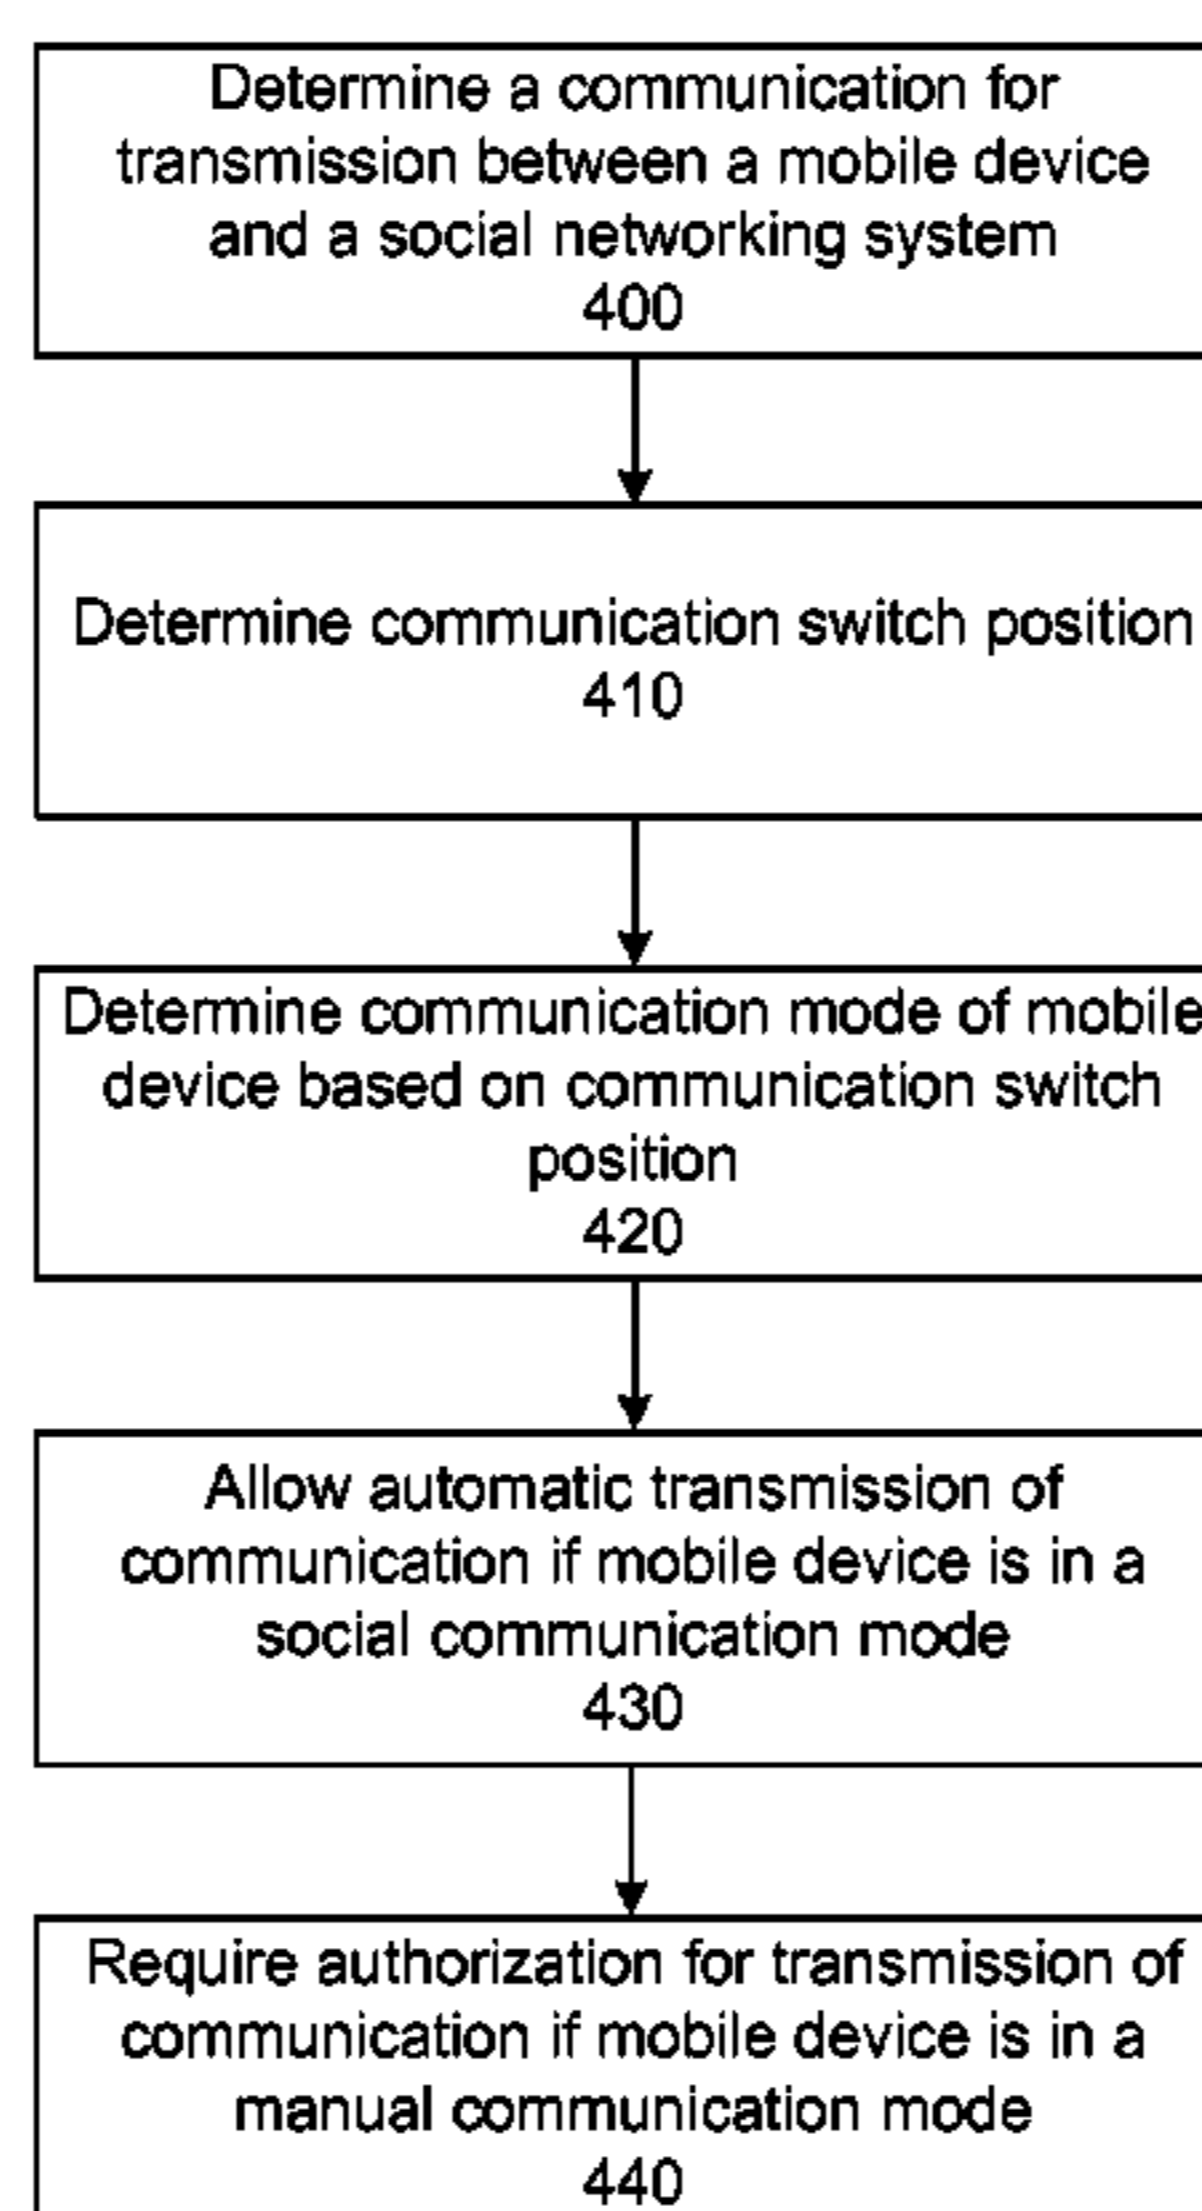 Determine a communication for
transmission between a mobile device
and a social networking system
400
Determine communication switch position
410
Determine communication mode of mobile
device based on communication switch
position
420
Allow automatic transmission of
communication if mobile device is in a
social communication mode
430
Require authorization for transmission of
communication if mobile device is in a
manual communication mode
440